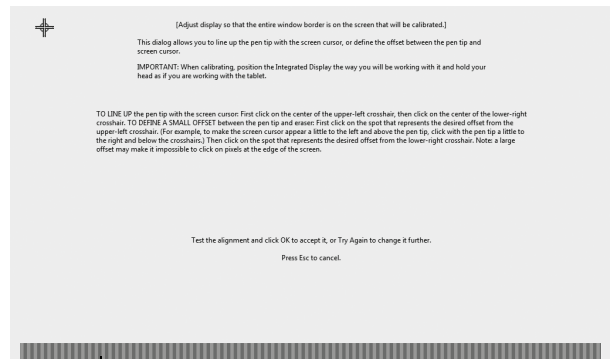 [Adjust display so that the entire window border is on the screen that will be calibrated.]
This dialog allows you to line up the pen tip with the screen cursor, or define the offset between the pen tip and
screen cursor.
IMPORTANT: When calibrating, position the Integrated Display the way you will be working with it and hold your
head as if you are working with the tablet.
TO LINE UP the pen tip with the screen cursor: First click on the center of the upper-left crosshair, then click on the center of the lower-right
crosshair. TO DEFINE A SMALL OFFSET between the pen tip and eraser: First click on the spot that represents the desired offset from the
upper-left crosshair. (For example, to make the screen cursor appear a little to the left and above the pen tip, click with the pen tip a little to
the right and below the crosshairs.) Then click on the spot that represents the desired offset from the lower-right crosshair. Note: a large
offset may make it impossible to click on pixels at the edge of the screen.
Test the alignment and click OK to accept it, or Try Again to change it further.
Press Esc to cancel.